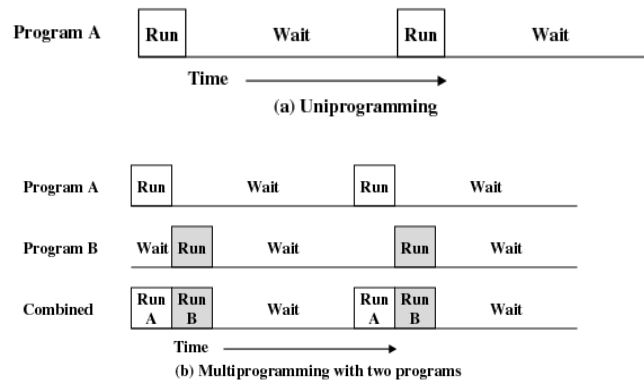 Program A Run Wait Run Wait
Time
(a) Uniprogramming
Program A Run Wait Run Wait
Program B Wait Run Wait Run Wait
Combined Run A Run B Wait Run A Run B Wait
Time
(b) Multiprogramming with two programs